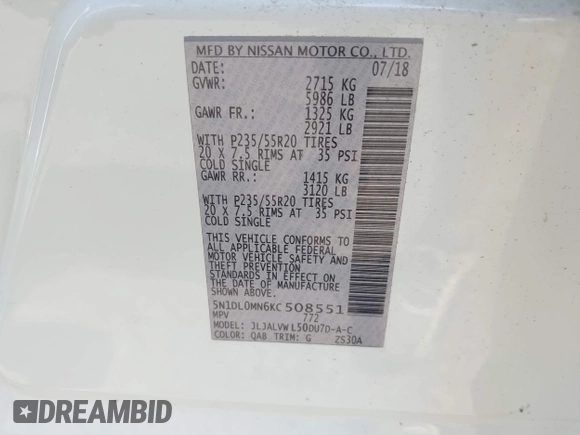 MFD BY NISSAN MOTOR CO., LTD.
DATE: 07/18
GVWR: 2715 KG
5986 LB
GAWR FR.: 1325 KG
2921 LB
WITH P235/55R20 TIRES
20 X 7.5 RIMS AT 35 PSI
COLD SINGLE
GAWR RR.: 1415 KG
3120 LB
WITH P235/55R20 TIRES
20 X 7.5 RIMS AT 35 PSI
COLD SINGLE
THIS VEHICLE CONFORMS TO
ALL APPLICABLE FEDERAL
MOTOR VEHICLE SAFETY AND
THEFT PREVENTION
STANDARDS IN EFFECT ON
THE DATE OF MANUFACTURE
SHOWN ABOVE.
5N1DL0MN6KC508551
MPV 772
MODEL: JLJALVWL50DU7D-A-C
COLOR: QAB TRIM: G ZS30A
DREAMBID